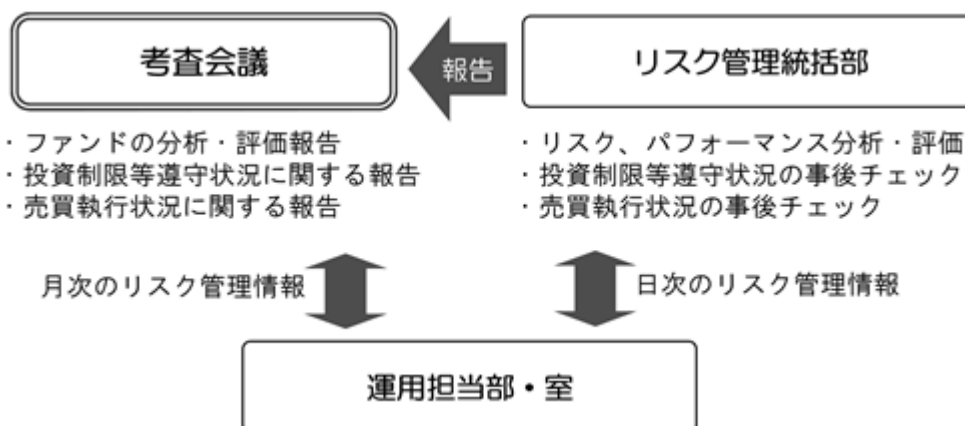 考査会議
報告
リスク管理統括部
・ファンドの分析・評価報告
・投資制限等遵守状況に関する報告
・売買執行状況に関する報告
・リスク、パフォーマンス分析・評価
・投資制限等遵守状況の事後チェック
・売買執行状況の事後チェック
月次のリスク管理情報
日次のリスク管理情報
運用担当部・室